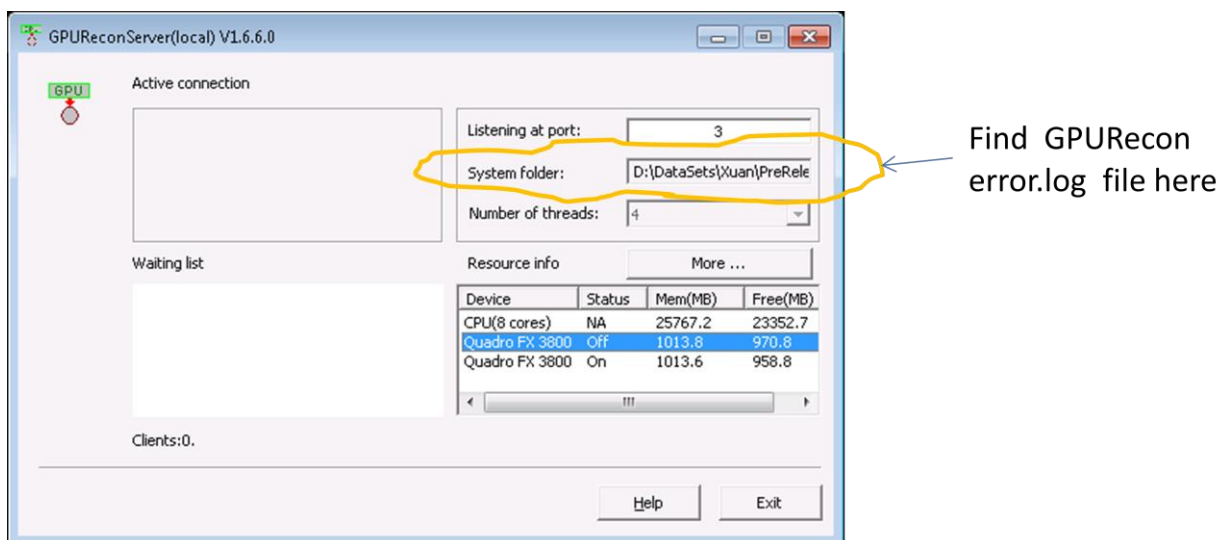 GPUReconServer(local) V1.6.6.0
GPU
Active connection
Listening at port: 3
System folder: D:\DataSets\Xuan\PreRele
Number of threads: 4
Find GPURecon
error.log file here
Waiting list
Resource info More ...
Device Status Mem(MB) Free(MB)
CPU(8 cores) NA 25767.2 23352.7
Quadro FX 3800 Off 1013.8 970.8
Quadro FX 3800 On 1013.6 958.8
Clients:0.
Help Exit